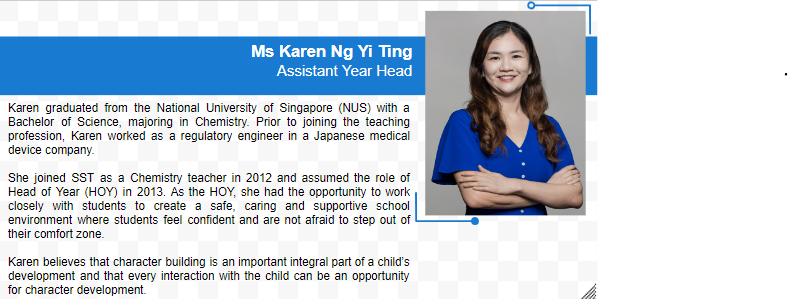 Ms Karen Ng Yi Ting
Assistant Year Head
Karen graduated from the National University of Singapore (NUS) with a
Bachelor of Science, majoring in Chemistry. Prior to joining the teaching
profession, Karen worked as a regulatory engineer in a Japanese medical
device company.
She joined SST as a Chemistry teacher in 2012 and assumed the role of
Head of Year (HOY) in 2013. As the HOY, she had the opportunity to work
closely with students to create a safe, caring and supportive school
environment where students feel confident and are not afraid to step out of
their comfort zone.
Karen believes that character building is an important integral part of a child's
development and that every interaction with the child can be an opportunity
for character development.
.